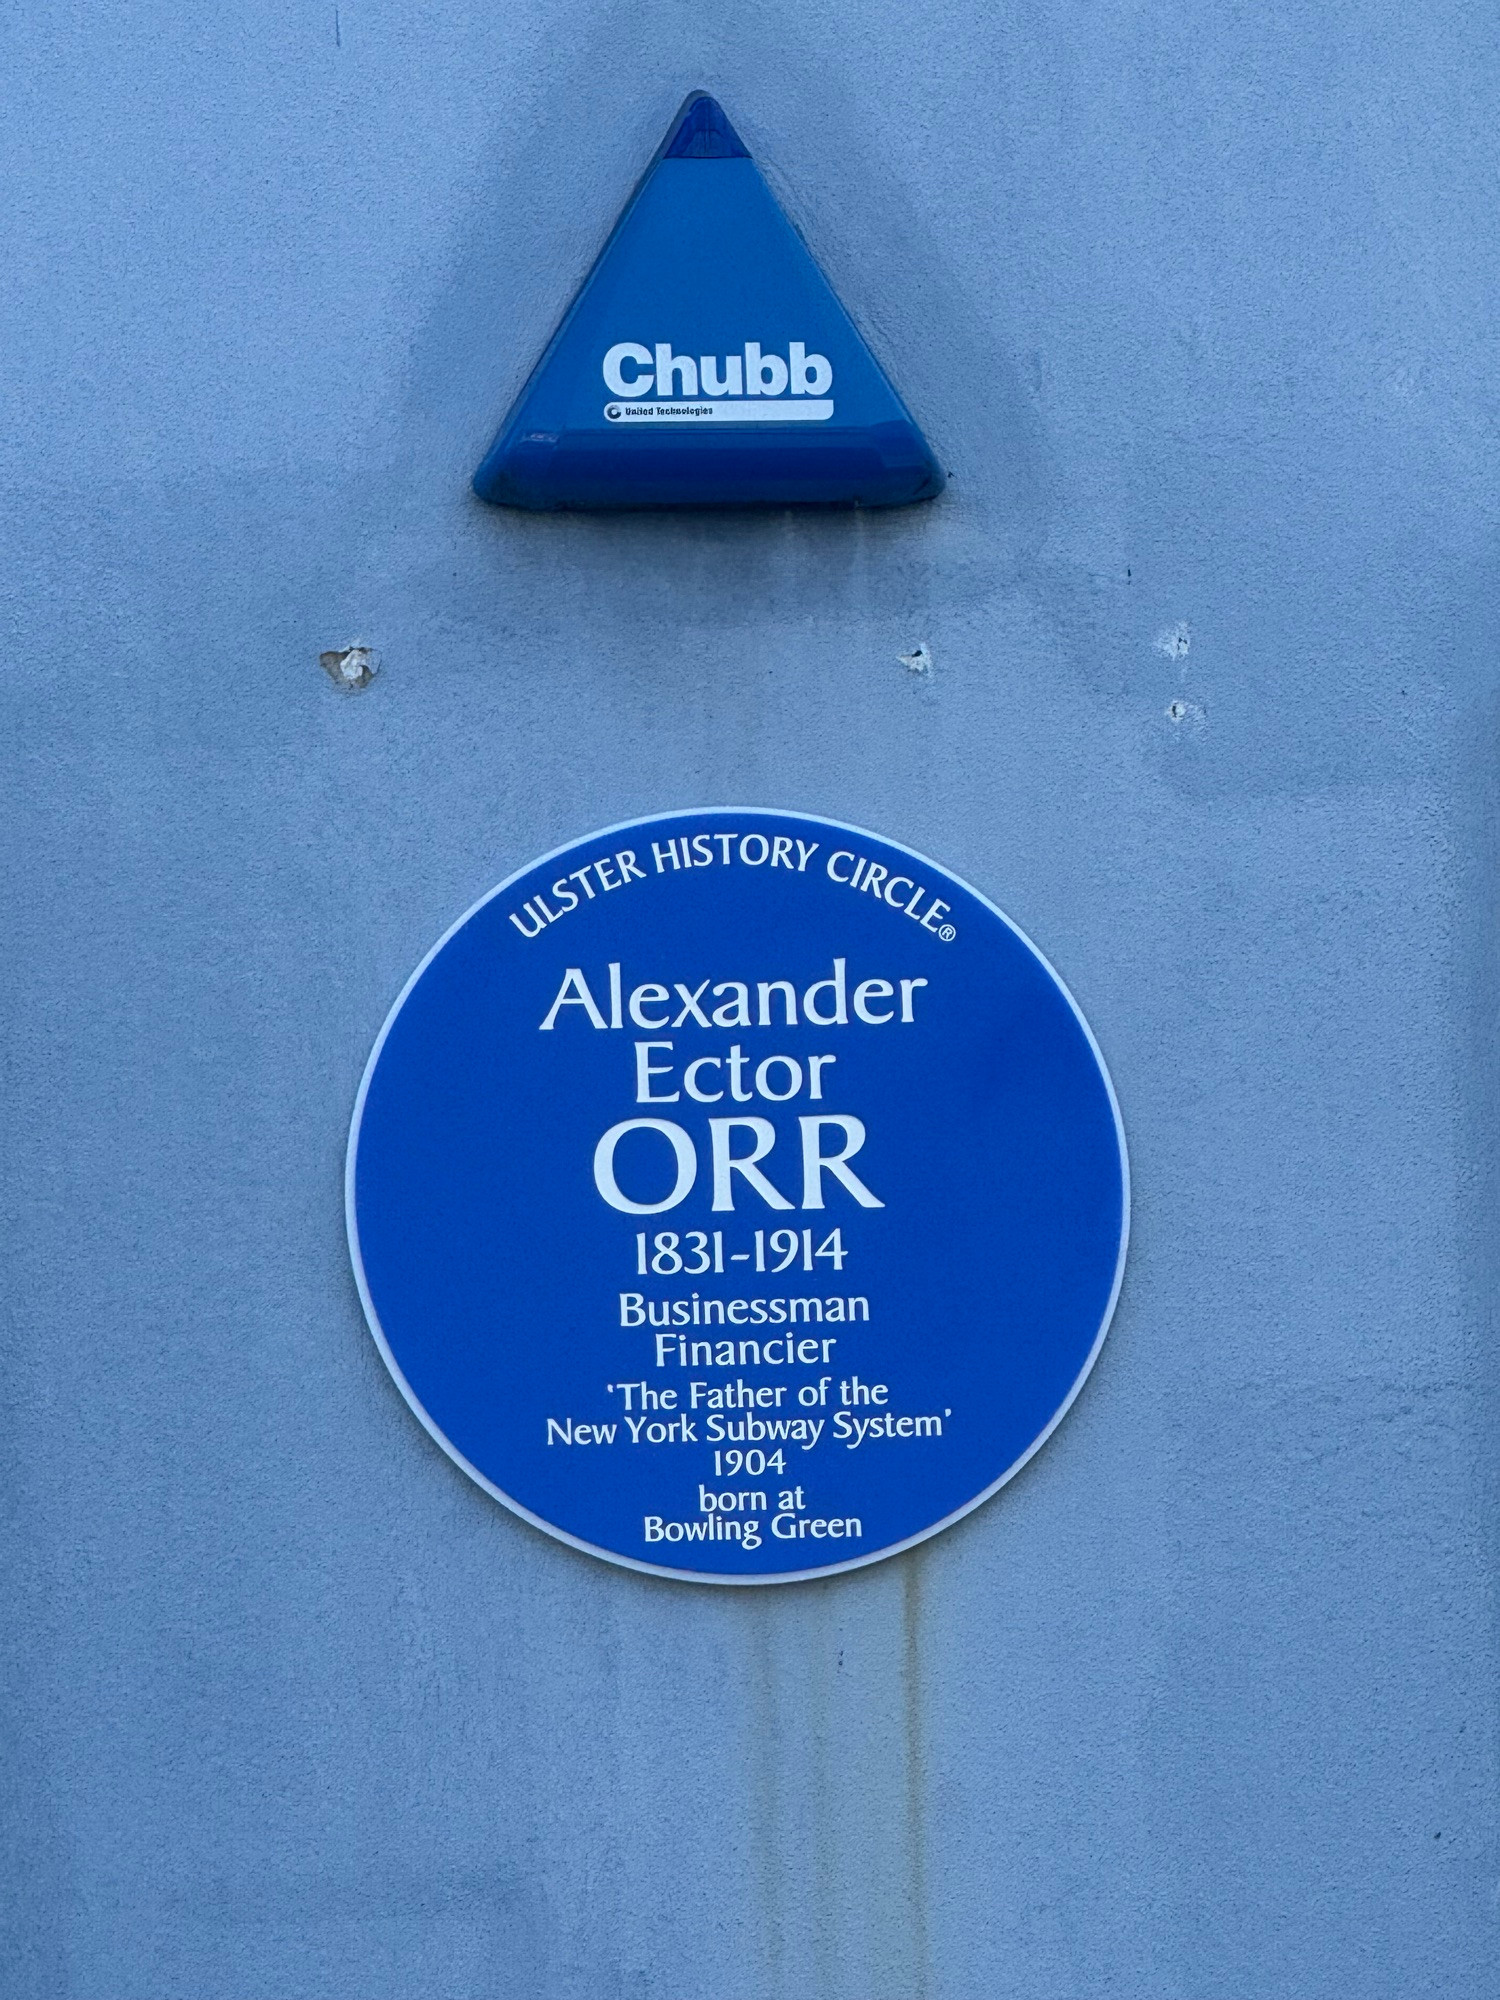 Chubb
United Technologies
ULSTER HISTORY CIRCLE®
Alexander
Ector
ORR
1831-1914
Businessman
Financier
'The Father of the
New York Subway System'
1904
born at
Bowling Green